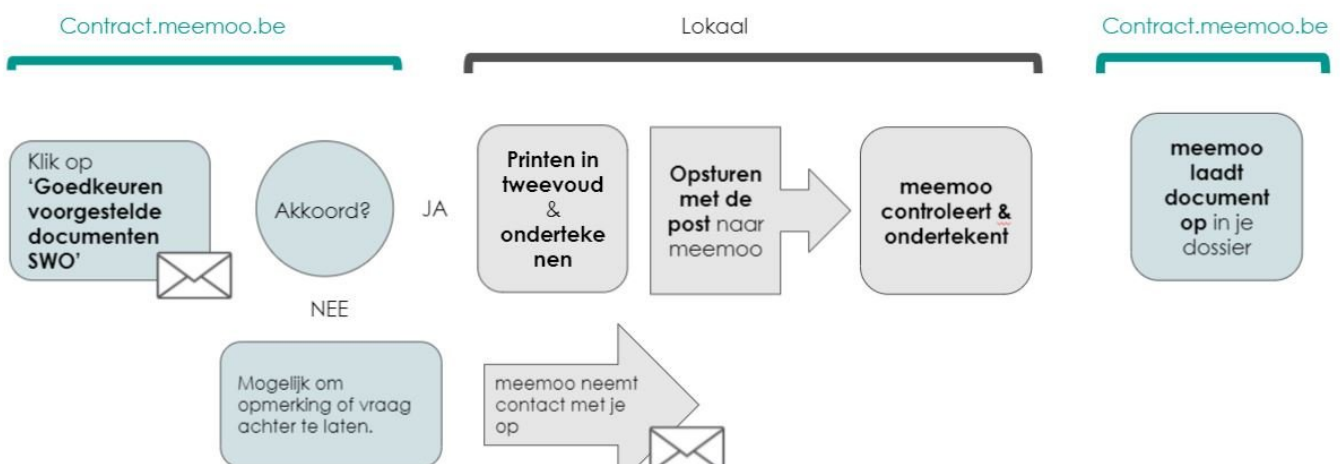 Contract.meemoo.be
Lokaal
Contract.meemoo.be
Klik op
‘Goedkeuren
voorgestelde
documenten
SWO’
Akkoord?
JA
NEE
Printen in
tweevoud
&
onderteke
nen
Opsturen
met de
post naar
meemoo
meemoo
controleert &
ondertekent
meemoo
laadt
document
op in je
dossier
Mogelijk om
opmerking of vraag
achter te laten.
meemoo neemt
contact met je
op